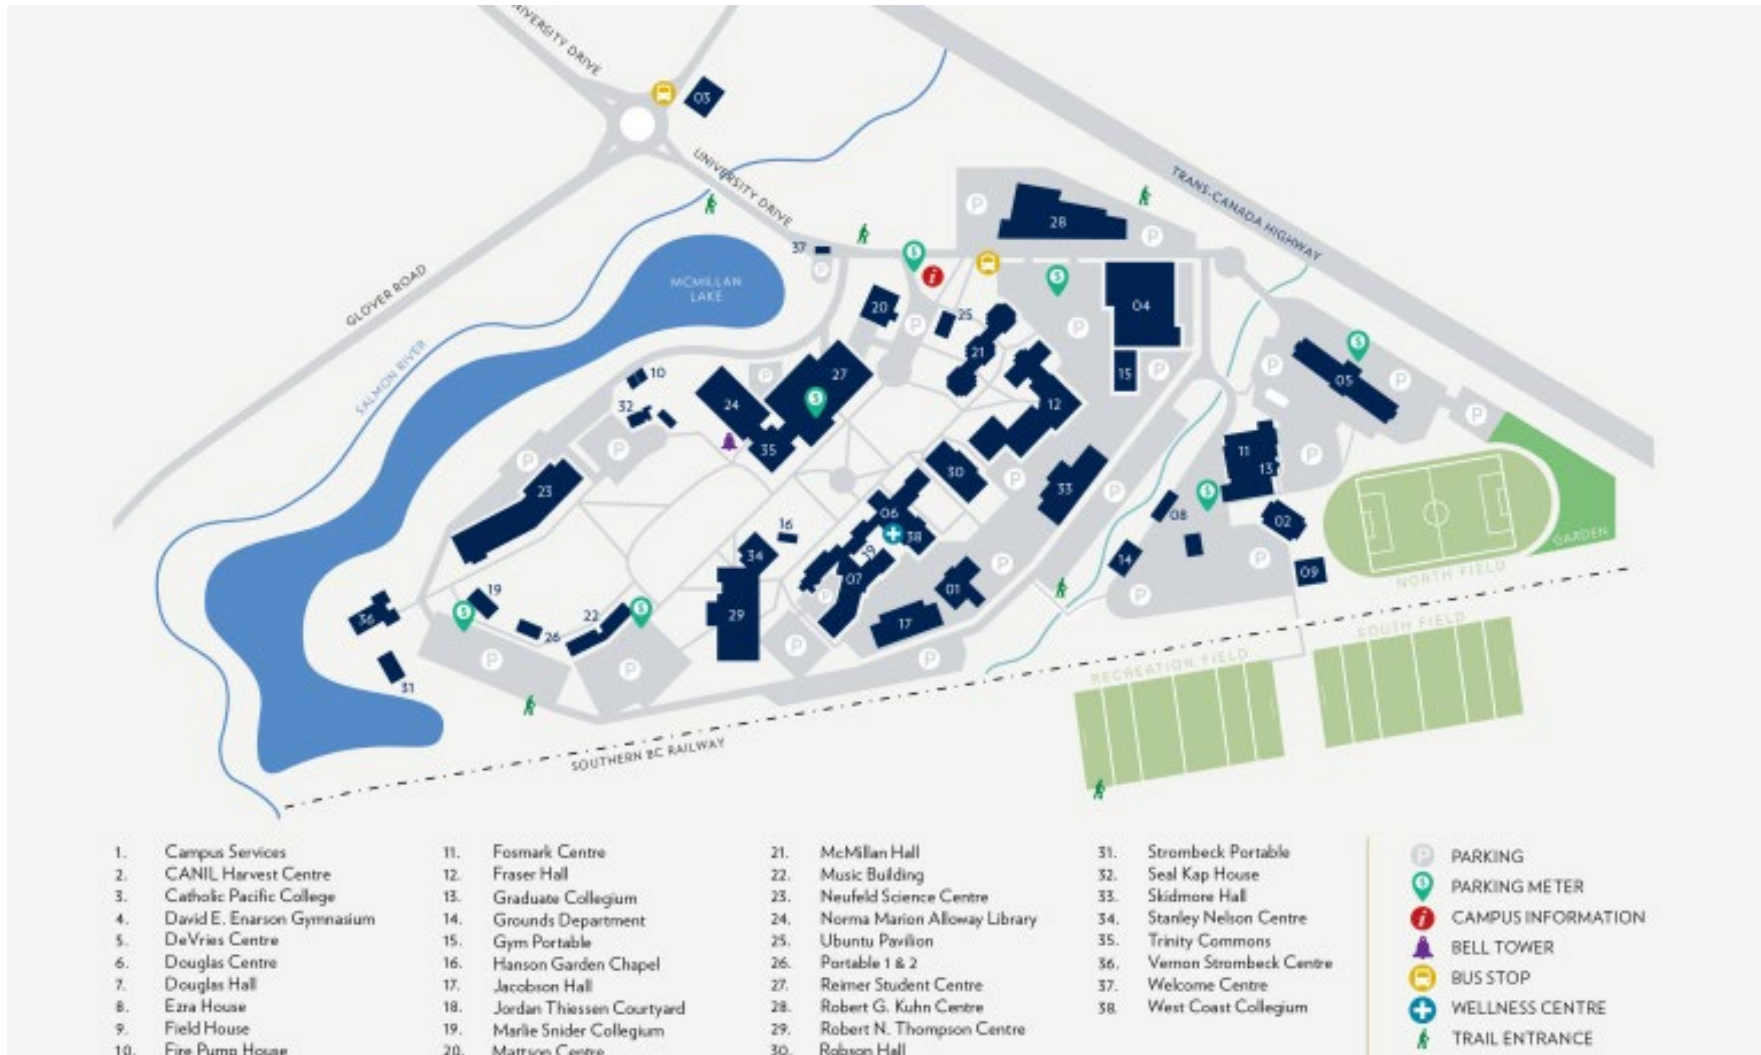 UNIVERSITY DRIVE
03
UNIVERSITY DRIVE
TRANS-CANADA HIGHWAY
GLOVER ROAD
SALMON RIVER
MCMILLAN
LAKE
37
28
20
25
04
21
15
05
10
27
24
32
12
35
11
13
30
33
23
06
08
02
16
38
34
19
14
07
09
01
GARDEN
NORTH FIELD
19
36
22
29
17
26
SOUTH FIELD
31
RECREATION FIELD
SOUTHERN BC RAILWAY
1. Campus Services
2. CANIL Harvest Centre
3. Catholic Pacific College
4. David E. Enarson Gymnasium
5. DeVries Centre
6. Douglas Centre
7. Douglas Hall
8. Ezra House
9. Field House
10. Fire Pump House
11. Fosmark Centre
12. Fraser Hall
13. Graduate Collegium
14. Grounds Department
15. Gym Portable
16. Hanson Garden Chapel
17. Jacobson Hall
18. Jordan Thiessen Courtyard
19. Marlie Snider Collegium
20. Mattson Centre
21. McMillan Hall
22. Music Building
23. Neufeld Science Centre
24. Norma Marion Alloway Library
25. Ubuntu Pavilion
26. Portable 1 & 2
27. Reimer Student Centre
28. Robert G. Kuhn Centre
29. Robert N. Thompson Centre
30. Robson Hall
31. Strombeck Portable
32. Seal Kap House
33. Skidmore Hall
34. Stanley Nelson Centre
35. Trinity Commons
36. Vernon Strombeck Centre
37. Welcome Centre
38. West Coast Collegium
P PARKING
$ PARKING METER
i CAMPUS INFORMATION
BELL TOWER
BUS STOP
WELLNESS CENTRE
TRAIL ENTRANCE